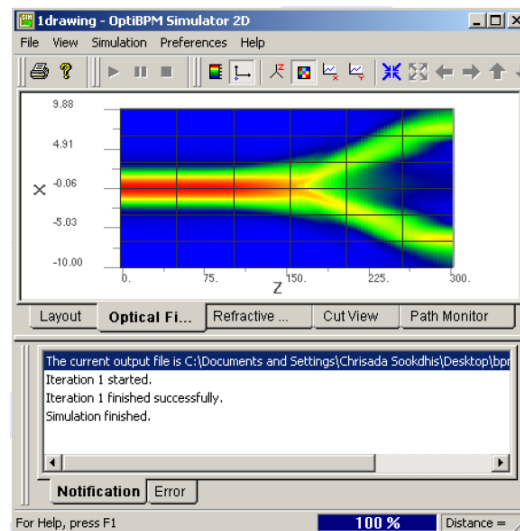 1drawing - OptiBPM Simulator 2D
File View Simulation Preferences Help
9.88
4.91
X -0.06
-5.03
-10.00
0. 75. 150. 225. 300.
Z
Layout Optical Fi... Refractive ... Cut View Path Monitor
The current output file is C:\Documents and Settings\Chrisada Sookdhis\Desktop\bpr
Iteration 1 started.
Iteration 1 finished successfully.
Simulation finished.
Notification Error
For Help, press F1 100 % Distance =